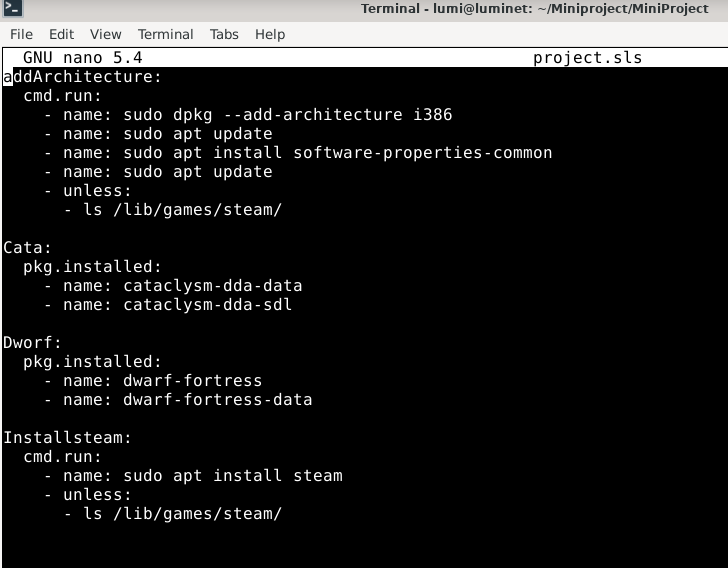 Terminal - lumi@luminet: ~/Miniproject/MiniProject
File Edit View Terminal Tabs Help
GNU nano 5.4 project.sls
addArchitecture:
  cmd.run:
    - name: sudo dpkg --add-architecture i386
    - name: sudo apt update
    - name: sudo apt install software-properties-common
    - name: sudo apt update
    - unless:
      - ls /lib/games/steam/

Cata:
  pkg.installed:
    - name: cataclysm-dda-data
    - name: cataclysm-dda-sdl

Dworf:
  pkg.installed:
    - name: dwarf-fortress
    - name: dwarf-fortress-data

Installsteam:
  cmd.run:
    - name: sudo apt install steam
    - unless:
      - ls /lib/games/steam/